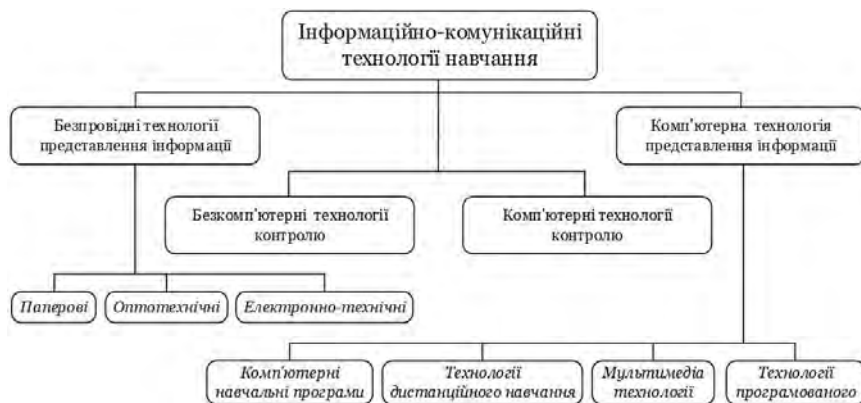 Інформаційно-комунікаційні
технології навчання
Безпровідні технології
представлення інформації
Комп'ютерна технологія
представлення інформації
Безкомп'ютерні технології
контролю
Комп'ютерні технології
контролю
Паперові
Оптотехнічні
Електронно-технічні
Комп'ютерні
навчальні програми
Технології
дистанційного навчання
Мультимедіа
технології
Технології
програмованого